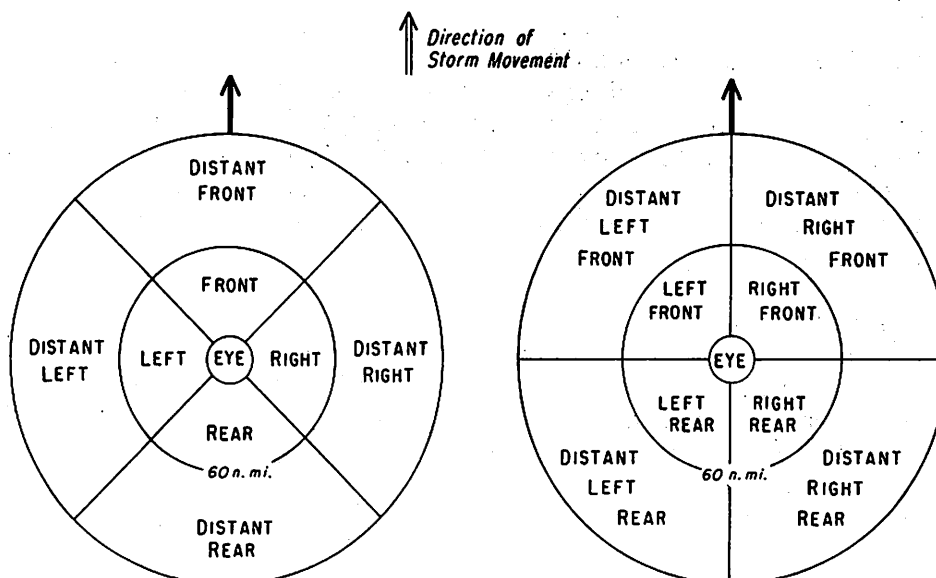 Direction of
Storm Movement
DISTANT
FRONT
FRONT
DISTANT
LEFT
LEFT
EYE
RIGHT
DISTANT
RIGHT
REAR
60 n. mi.
DISTANT
REAR
DISTANT
LEFT
FRONT
DISTANT
RIGHT
FRONT
LEFT
FRONT
RIGHT
FRONT
EYE
LEFT
REAR
RIGHT
REAR
60 n. mi.
DISTANT
LEFT
REAR
DISTANT
RIGHT
REAR